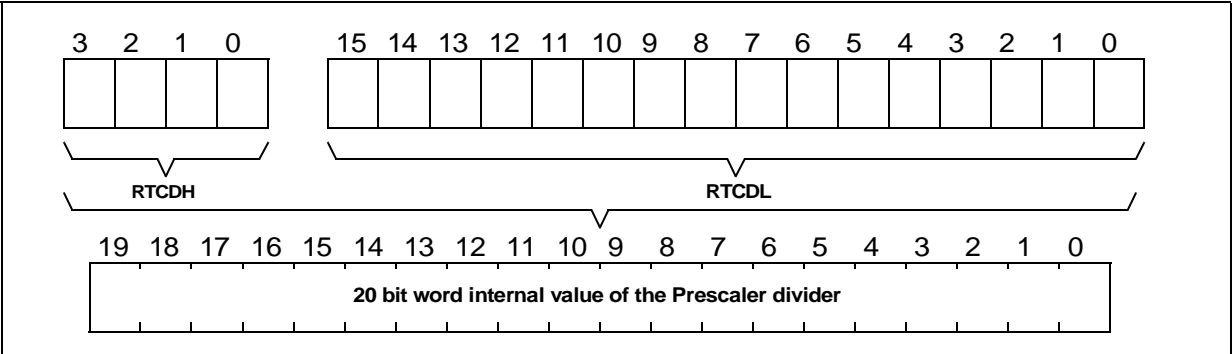 3 2 1 0 15 14 13 12 11 10 9 8 7 6 5 4 3 2 1 0
RTCDH RTCDL
19 18 17 16 15 14 13 12 11 10 9 8 7 6 5 4 3 2 1 0
20 bit word internal value of the Prescaler divider